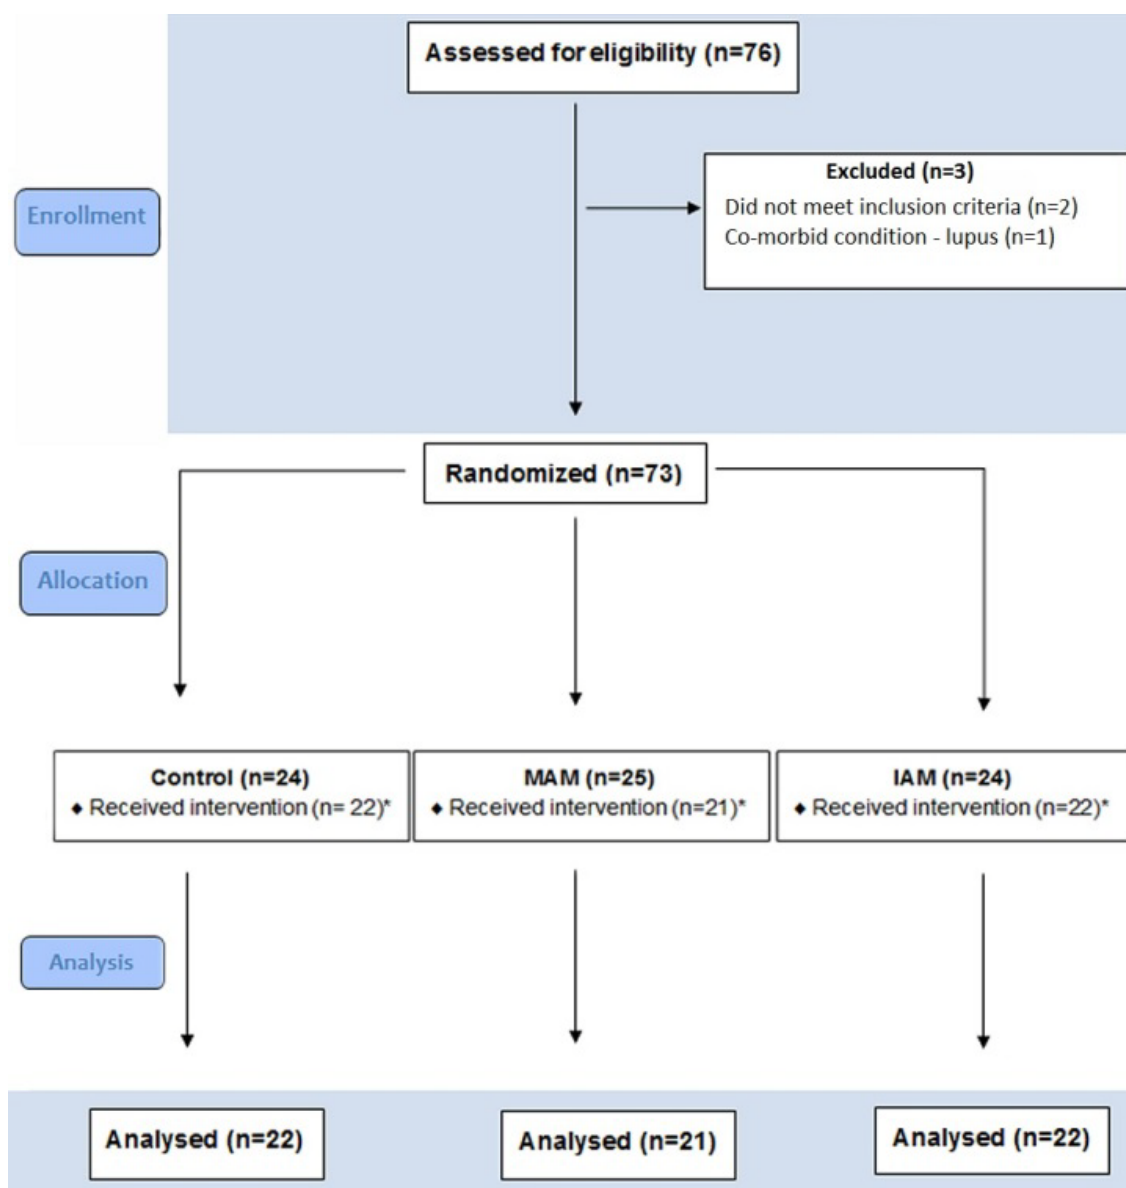 Assessed for eligibility (n=76)
Enrollment
Excluded (n=3)
Did not meet inclusion criteria (n=2)
Co-morbid condition - lupus (n=1)
Randomized (n=73)
Allocation
Control (n=24)
◆ Received intervention (n= 22)*
MAM (n=25)
◆ Received intervention (n=21)*
IAM (n=24)
◆ Received intervention (n=22)*
Analysis
Analysed (n=22)
Analysed (n=21)
Analysed (n=22)